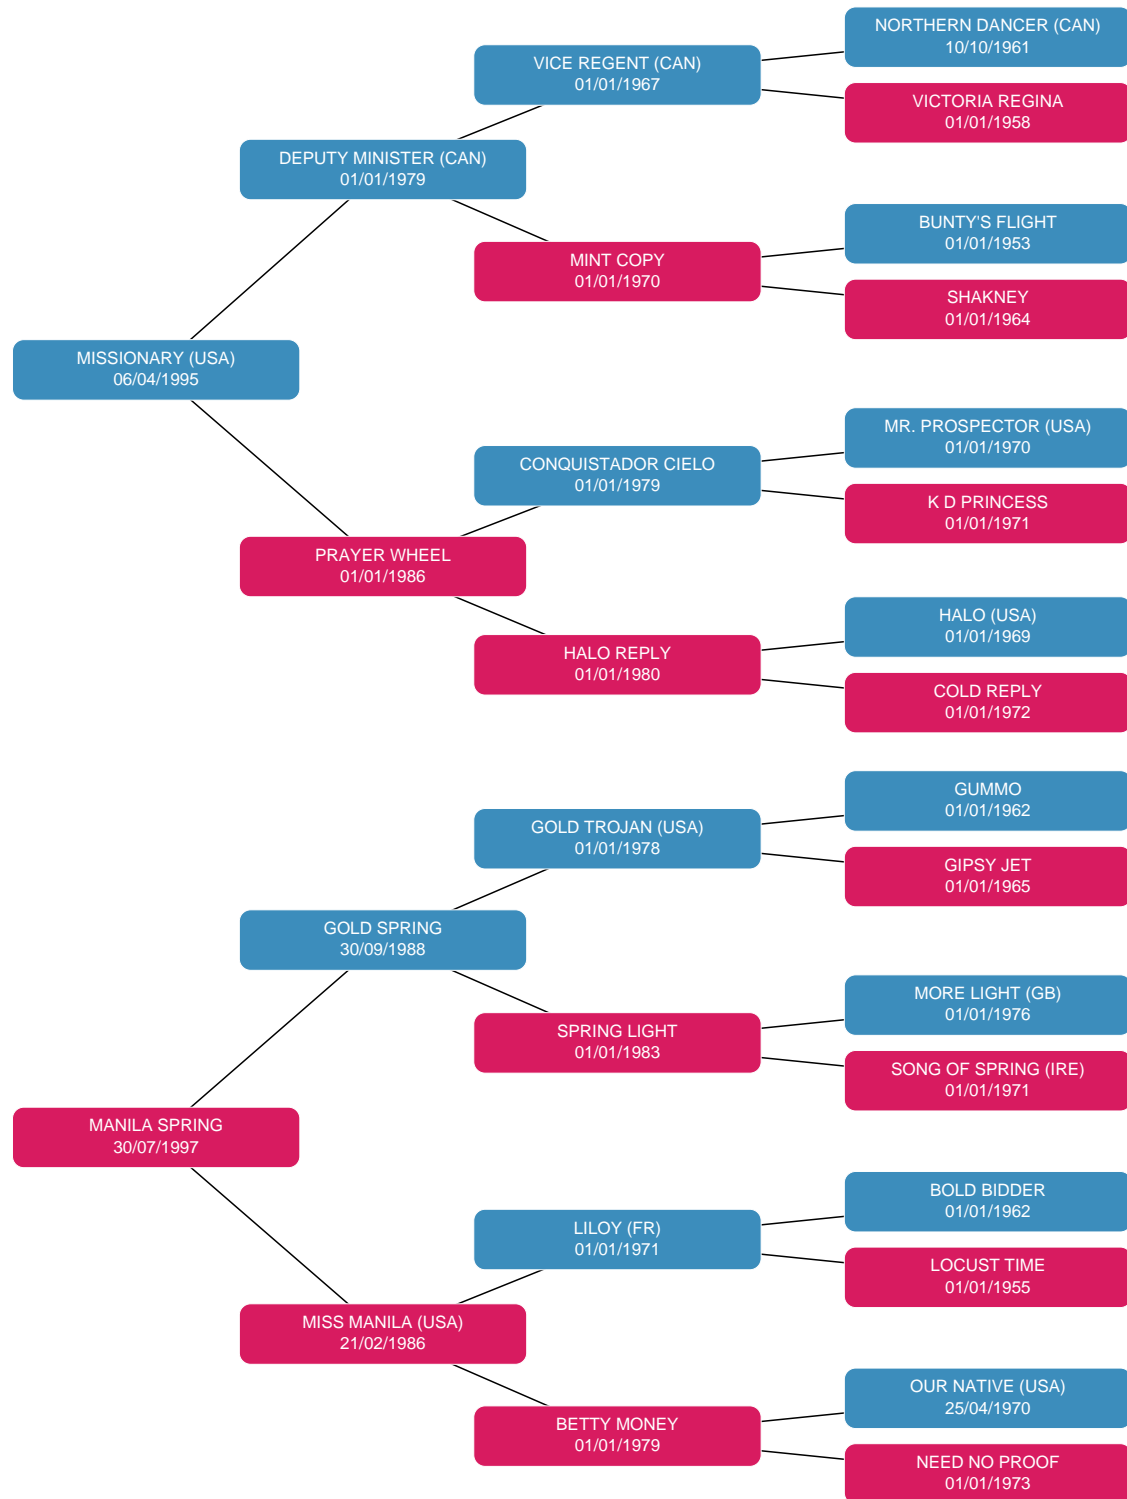 NORTHERN DANCER (CAN)
10/10/1961
VICE REGENT (CAN)
01/01/1967
VICTORIA REGINA
01/01/1958
DEPUTY MINISTER (CAN)
01/01/1979
BUNTY'S FLIGHT
01/01/1953
MINT COPY
01/01/1970
SHAKNEY
01/01/1964
MISSIONARY (USA)
06/04/1995
MR. PROSPECTOR (USA)
01/01/1970
CONQUISTADOR CIELO
01/01/1979
K D PRINCESS
01/01/1971
PRAYER WHEEL
01/01/1986
HALO (USA)
01/01/1969
HALO REPLY
01/01/1980
COLD REPLY
01/01/1972
GUMMO
01/01/1962
GOLD TROJAN (USA)
01/01/1978
GIPSY JET
01/01/1965
GOLD SPRING
30/09/1988
MORE LIGHT (GB)
01/01/1976
SPRING LIGHT
01/01/1983
SONG OF SPRING (IRE)
01/01/1971
MANILA SPRING
30/07/1997
BOLD BIDDER
01/01/1962
LILOY (FR)
01/01/1971
LOCUST TIME
01/01/1955
MISS MANILA (USA)
21/02/1986
OUR NATIVE (USA)
25/04/1970
BETTY MONEY
01/01/1979
NEED NO PROOF
01/01/1973